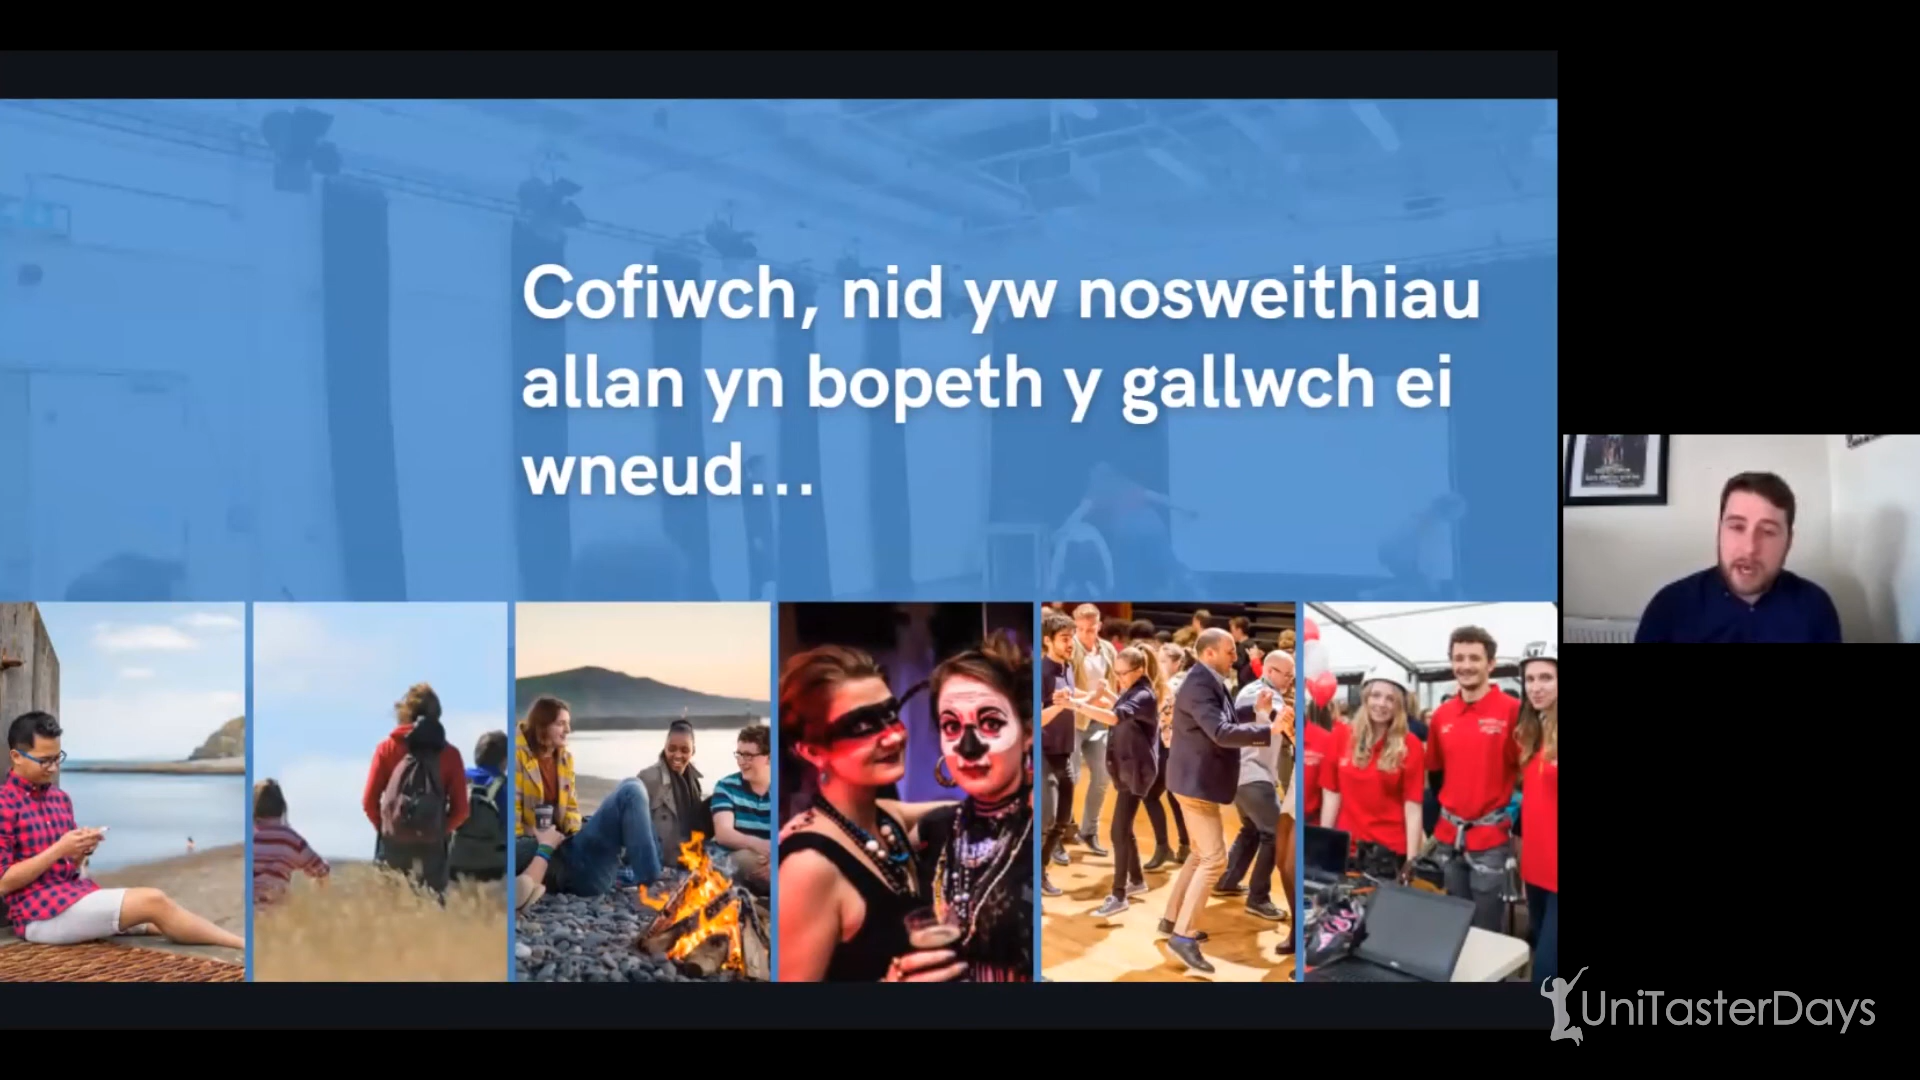 Cofiwch, nid yw nosweithiau
allan yn bopeth y gallwch ei
wneud...
UniTasterDays